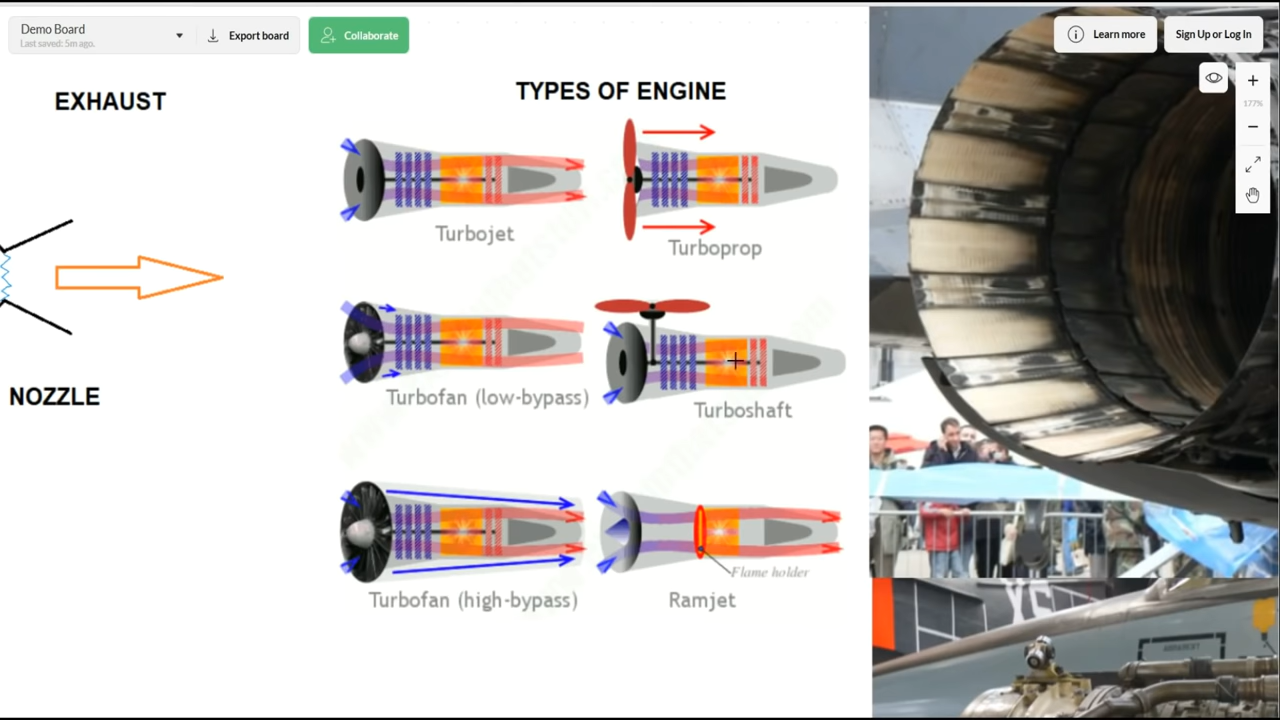 Demo Board
Last saved: 5m ago.
Export board
Collaborate
Learn more
Sign Up or Log In
177%
EXHAUST
NOZZLE
TYPES OF ENGINE
Turbojet
Turboprop
Turbofan (low-bypass)
Turboshaft
Turbofan (high-bypass)
Flame holder
Ramjet